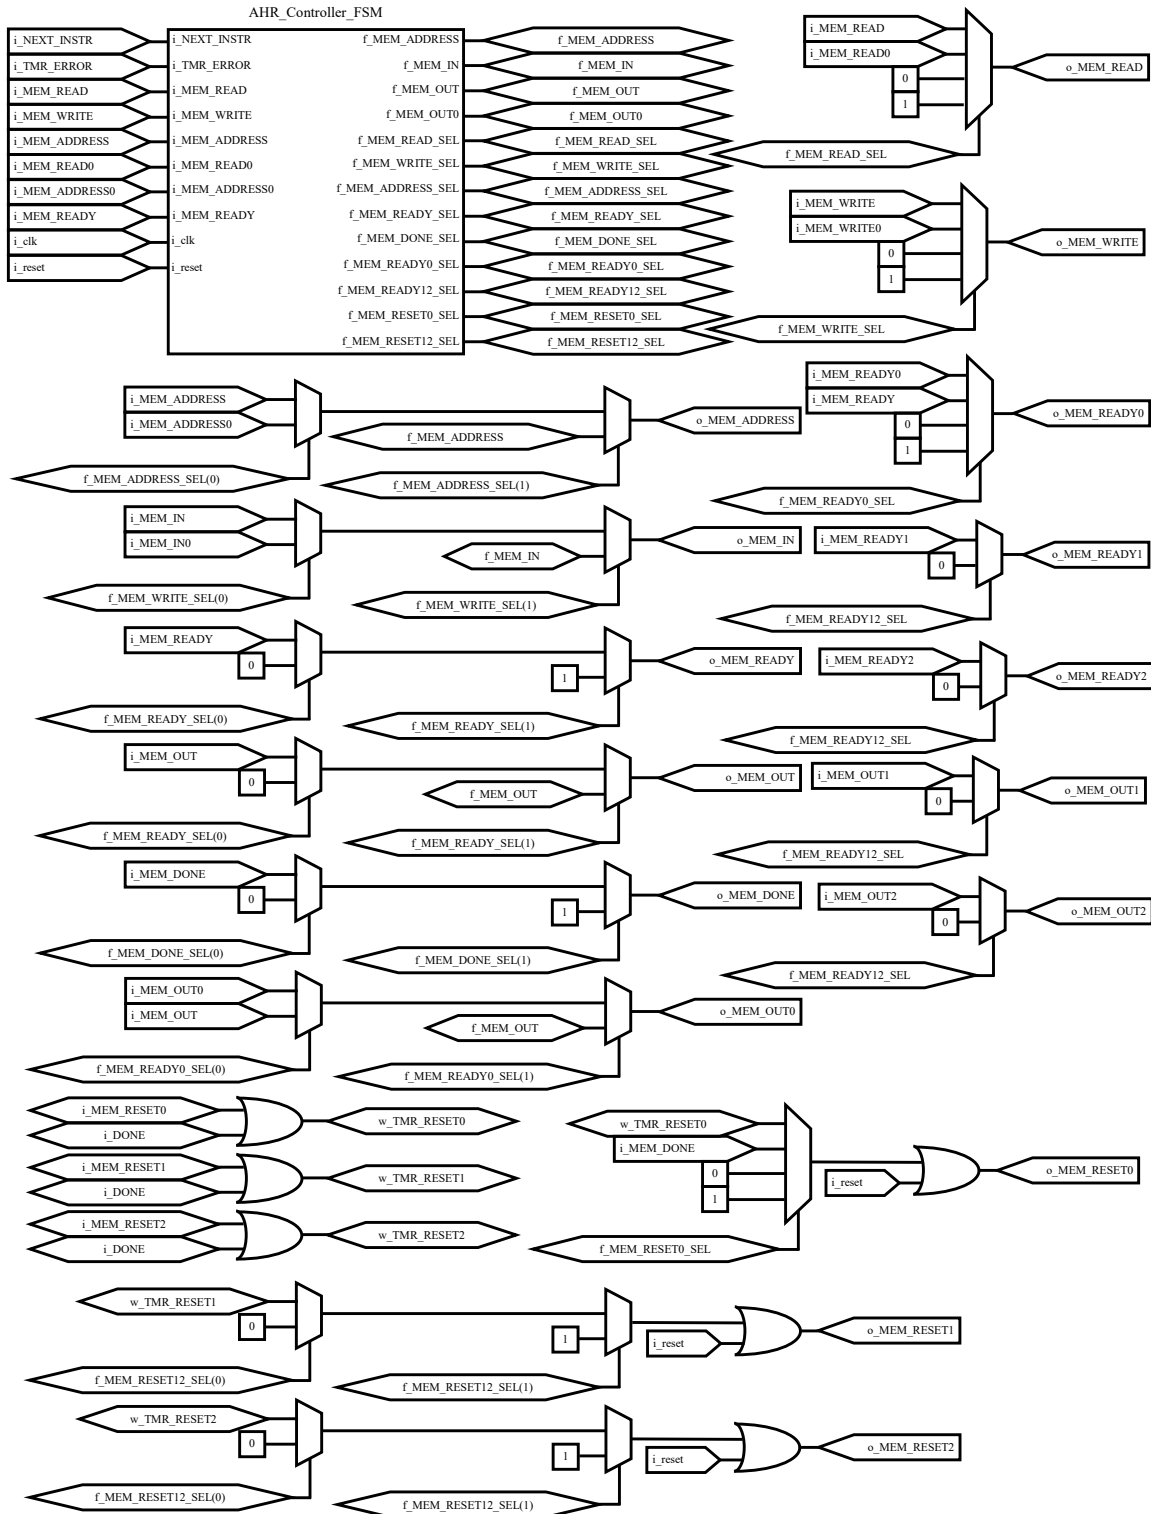 AHR_Controller_FSM
i_NEXT_INSTR
i_TMR_ERROR
i_MEM_READ
i_MEM_WRITE
i_MEM_ADDRESS
i_MEM_READ0
i_MEM_ADDRESS0
i_MEM_READY
i_clk
i_reset
i_NEXT_INSTR
i_TMR_ERROR
i_MEM_READ
i_MEM_WRITE
i_MEM_ADDRESS
i_MEM_READ0
i_MEM_ADDRESS0
i_MEM_READY
i_clk
i_reset
f_MEM_ADDRESS
f_MEM_IN
f_MEM_OUT
f_MEM_OUT0
f_MEM_READ_SEL
f_MEM_WRITE_SEL
f_MEM_ADDRESS_SEL
f_MEM_READY_SEL
f_MEM_DONE_SEL
f_MEM_READY0_SEL
f_MEM_READY12_SEL
f_MEM_RESET0_SEL
f_MEM_RESET12_SEL
f_MEM_ADDRESS
f_MEM_IN
f_MEM_OUT
f_MEM_OUT0
f_MEM_READ_SEL
f_MEM_WRITE_SEL
f_MEM_ADDRESS_SEL
f_MEM_READY_SEL
f_MEM_DONE_SEL
f_MEM_READY0_SEL
f_MEM_READY12_SEL
f_MEM_RESET0_SEL
f_MEM_RESET12_SEL
i_MEM_READ
i_MEM_READ0
0
1
f_MEM_READ_SEL
o_MEM_READ
i_MEM_WRITE
i_MEM_WRITE0
0
1
f_MEM_WRITE_SEL
o_MEM_WRITE
i_MEM_ADDRESS
i_MEM_ADDRESS0
f_MEM_ADDRESS_SEL(0)
f_MEM_ADDRESS
f_MEM_ADDRESS_SEL(1)
o_MEM_ADDRESS
i_MEM_READY0
i_MEM_READY
0
1
f_MEM_READY0_SEL
o_MEM_READY0
i_MEM_IN
i_MEM_IN0
f_MEM_WRITE_SEL(0)
f_MEM_IN
f_MEM_WRITE_SEL(1)
o_MEM_IN
i_MEM_READY1
0
f_MEM_READY12_SEL
o_MEM_READY1
i_MEM_READY
0
f_MEM_READY_SEL(0)
1
f_MEM_READY_SEL(1)
o_MEM_READY
i_MEM_READY2
0
f_MEM_READY12_SEL
o_MEM_READY2
i_MEM_OUT
0
f_MEM_READY_SEL(0)
f_MEM_OUT
f_MEM_READY_SEL(1)
o_MEM_OUT
i_MEM_OUT1
0
f_MEM_READY12_SEL
o_MEM_OUT1
i_MEM_DONE
0
f_MEM_DONE_SEL(0)
1
f_MEM_DONE_SEL(1)
o_MEM_DONE
i_MEM_OUT2
0
f_MEM_READY12_SEL
o_MEM_OUT2
i_MEM_OUT0
i_MEM_OUT
f_MEM_READY0_SEL(0)
f_MEM_OUT
f_MEM_READY0_SEL(1)
o_MEM_OUT0
i_MEM_RESET0
i_DONE
w_TMR_RESET0
i_MEM_RESET1
i_DONE
w_TMR_RESET1
i_MEM_RESET2
i_DONE
w_TMR_RESET2
w_TMR_RESET0
i_MEM_DONE
0
1
f_MEM_RESET0_SEL
i_reset
o_MEM_RESET0
w_TMR_RESET1
0
f_MEM_RESET12_SEL(0)
1
f_MEM_RESET12_SEL(1)
i_reset
o_MEM_RESET1
w_TMR_RESET2
0
f_MEM_RESET12_SEL(0)
1
f_MEM_RESET12_SEL(1)
i_reset
o_MEM_RESET2